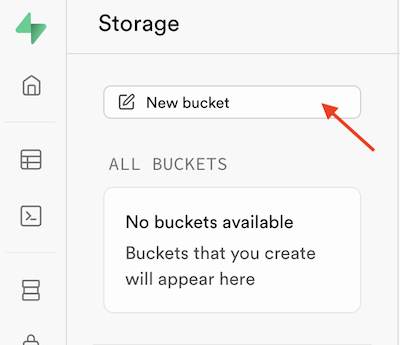 Storage
New bucket
ALL BUCKETS
No buckets available
Buckets that you create
will appear here